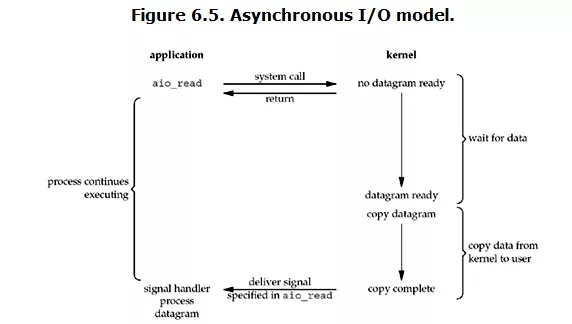 Figure 6.5. Asynchronous I/O model.
application
kernel
aio_read
system call
return
no datagram ready
wait for data
process continues
executing
datagram ready
copy datagram
copy data from
kernel to user
signal handler
process
datagram
deliver signal
specified in aio_read
copy complete